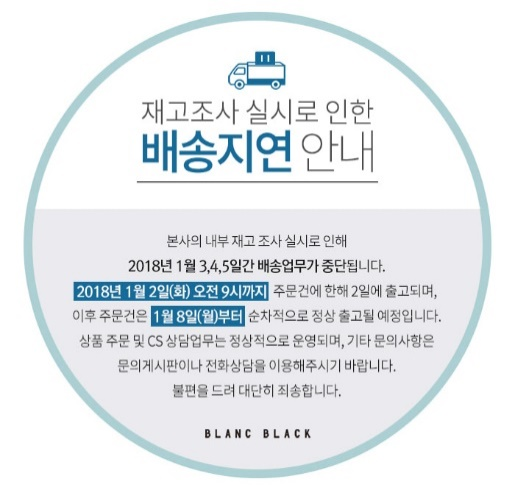 재고조사 실시로 인한
배송지연 안내
본사의 내부 재고 조사 실시로 인해
2018년 1월 3,4,5일간 배송업무가 중단됩니다.
2018년 1월 2일(화) 오전 9시까지 주문건에 한해 2일에 출고되며,
이후 주문건은 1월 8일(월)부터 순차적으로 정상 출고될 예정입니다.
상품 주문 및 CS 상담업무는 정상적으로 운영되며, 기타 문의사항은
문의게시판이나 전화상담을 이용해주시기 바랍니다.
불편을 드려 대단히 죄송합니다.
BLANC BLACK